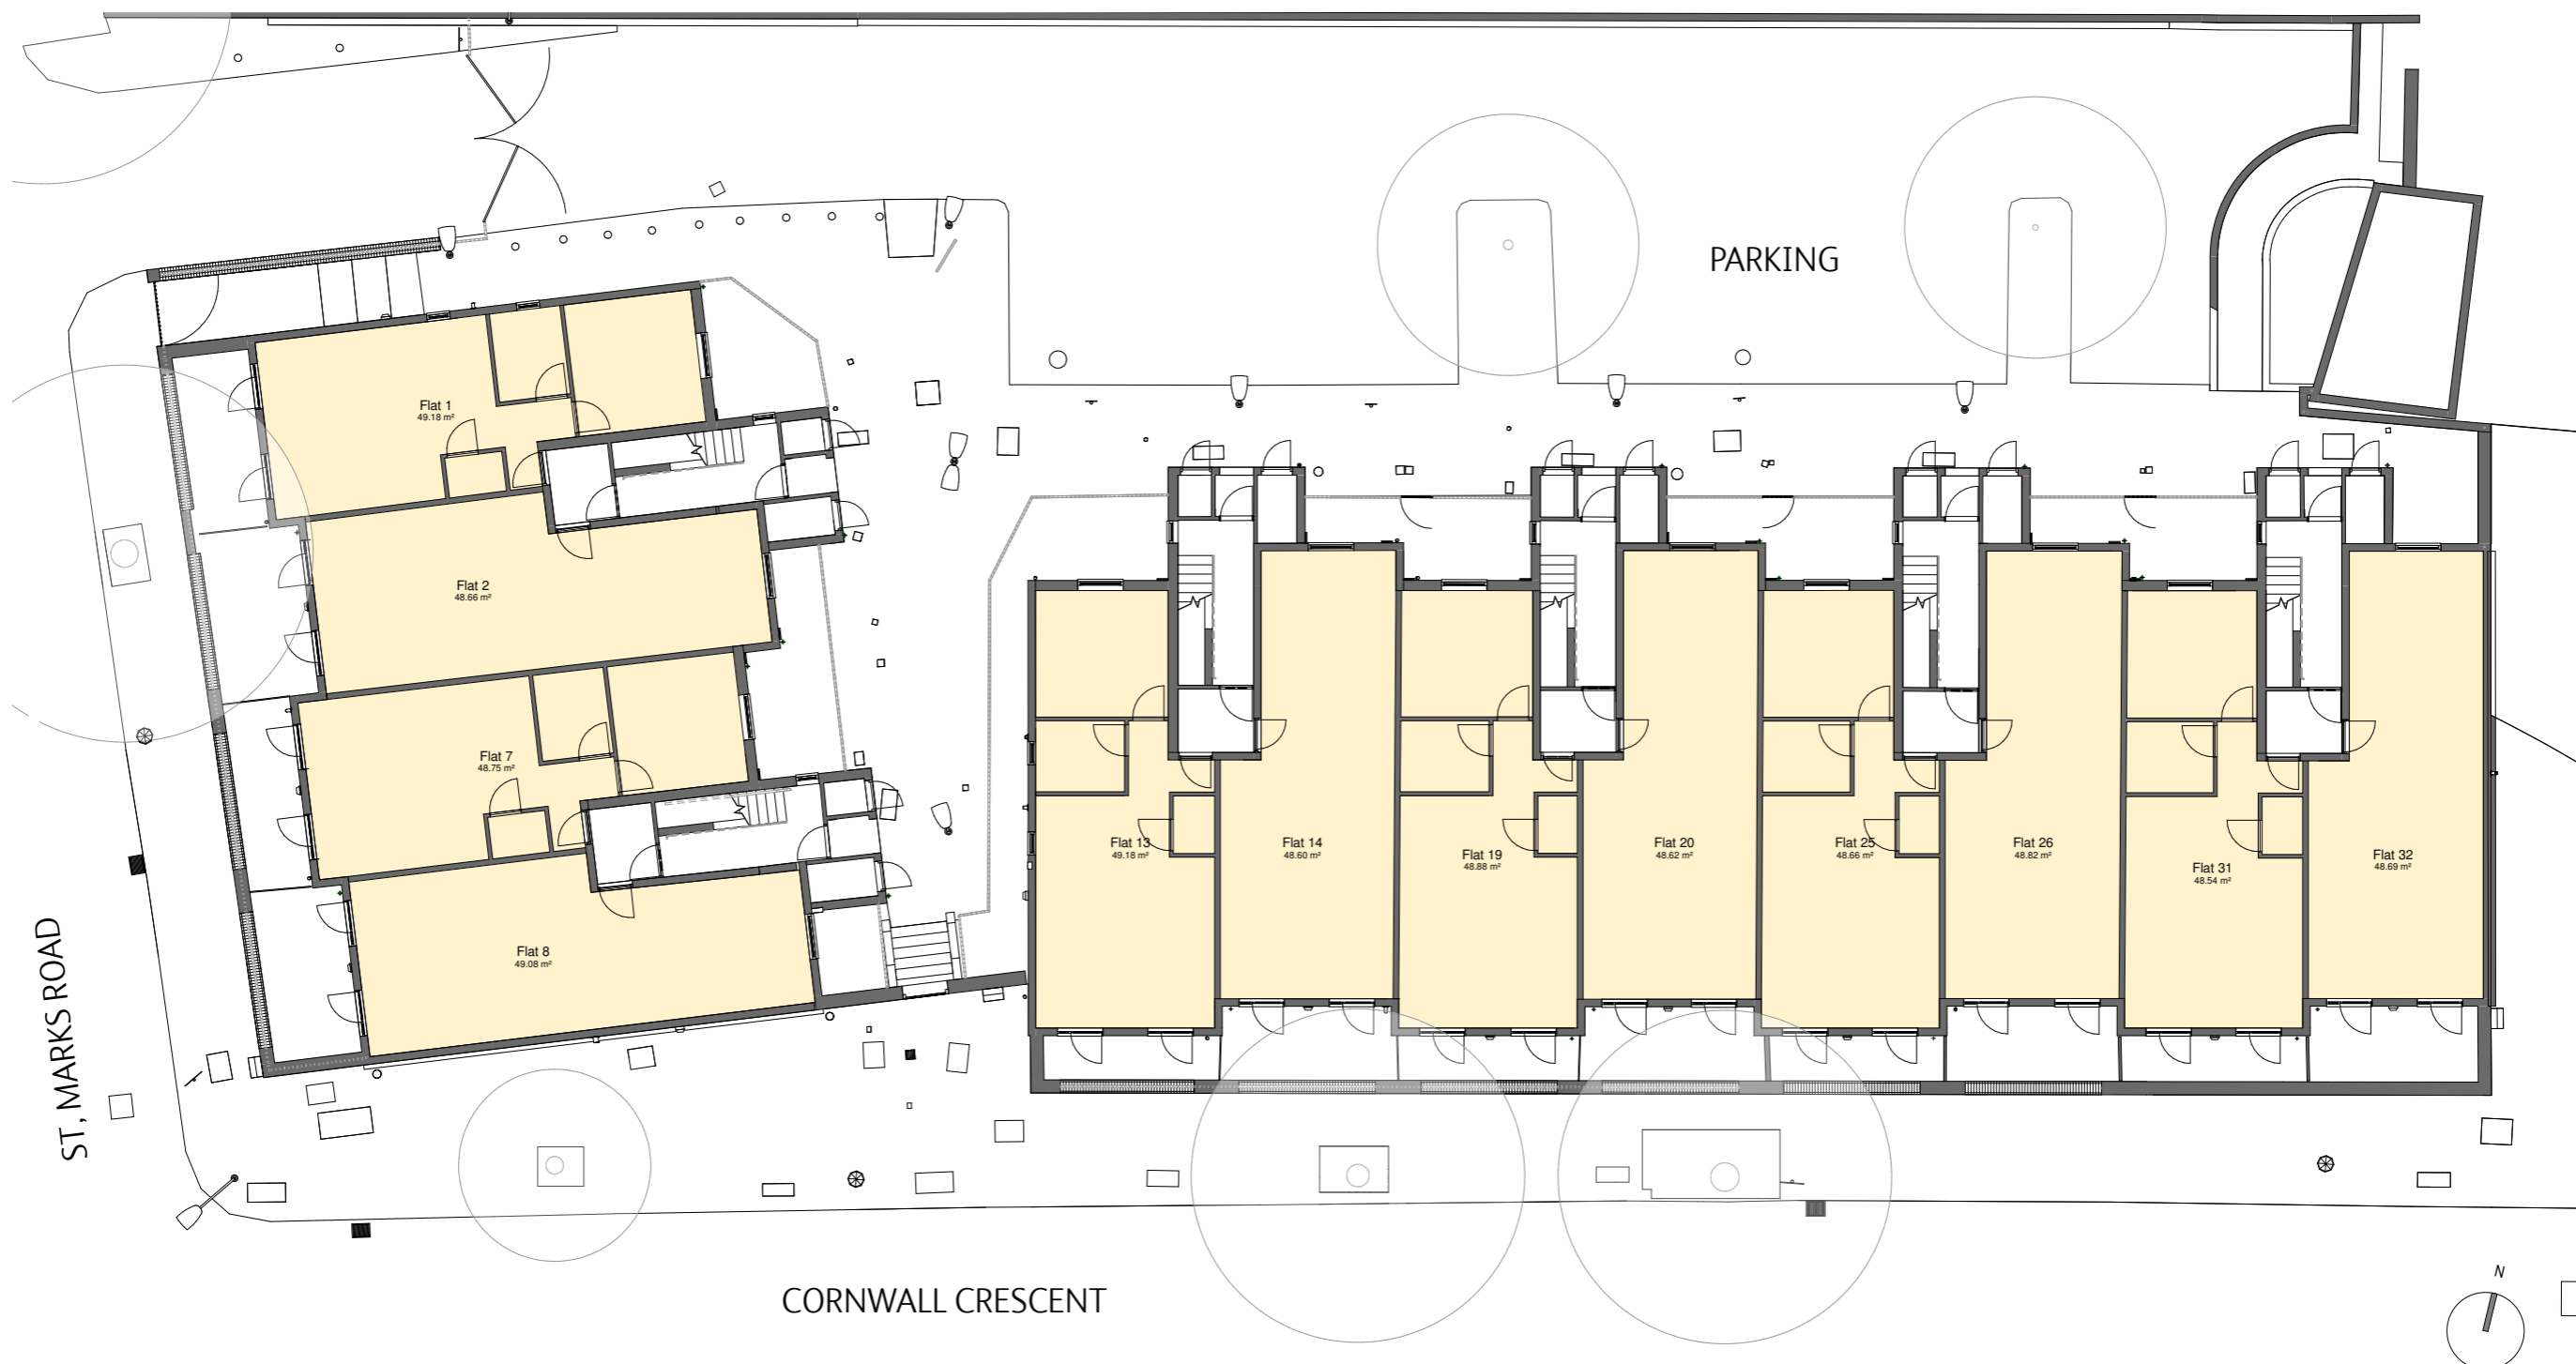 PARKING
Flat 1
49.18 m²
Flat 2
48.66 m²
Flat 7
48.75 m²
Flat 8
49.08 m²
Flat 13
49.18 m²
Flat 14
48.60 m²
Flat 19
48.88 m²
Flat 20
48.62 m²
Flat 25
48.66 m²
Flat 26
48.82 m²
Flat 31
48.54 m²
Flat 32
48.69 m²
ST, MARKS ROAD
CORNWALL CRESCENT
N